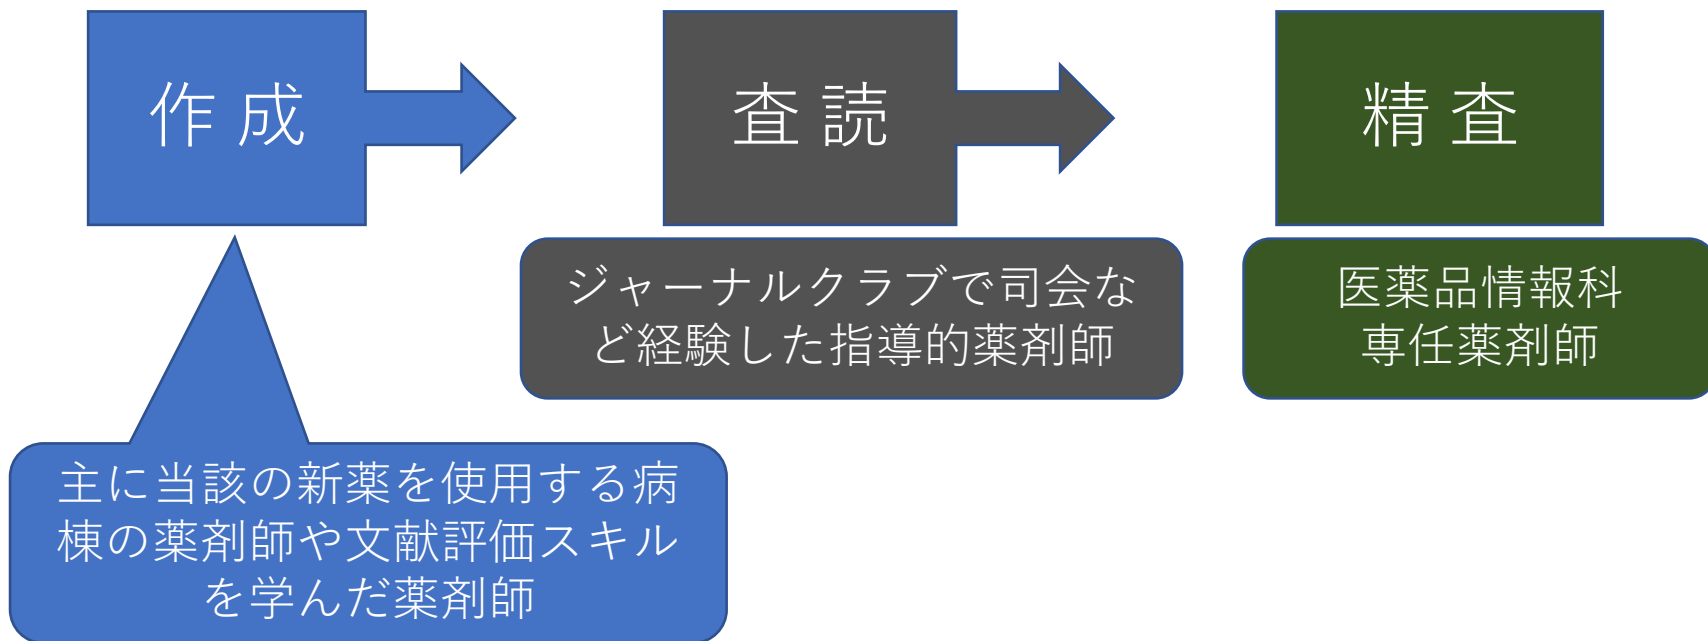 作成
査読
精査
ジャーナルクラブで司会な
ど経験した指導的薬剤師
医薬品情報科
専任薬剤師
主に当該の新薬を使用する病
棟の薬剤師や文献評価スキル
を学んだ薬剤師